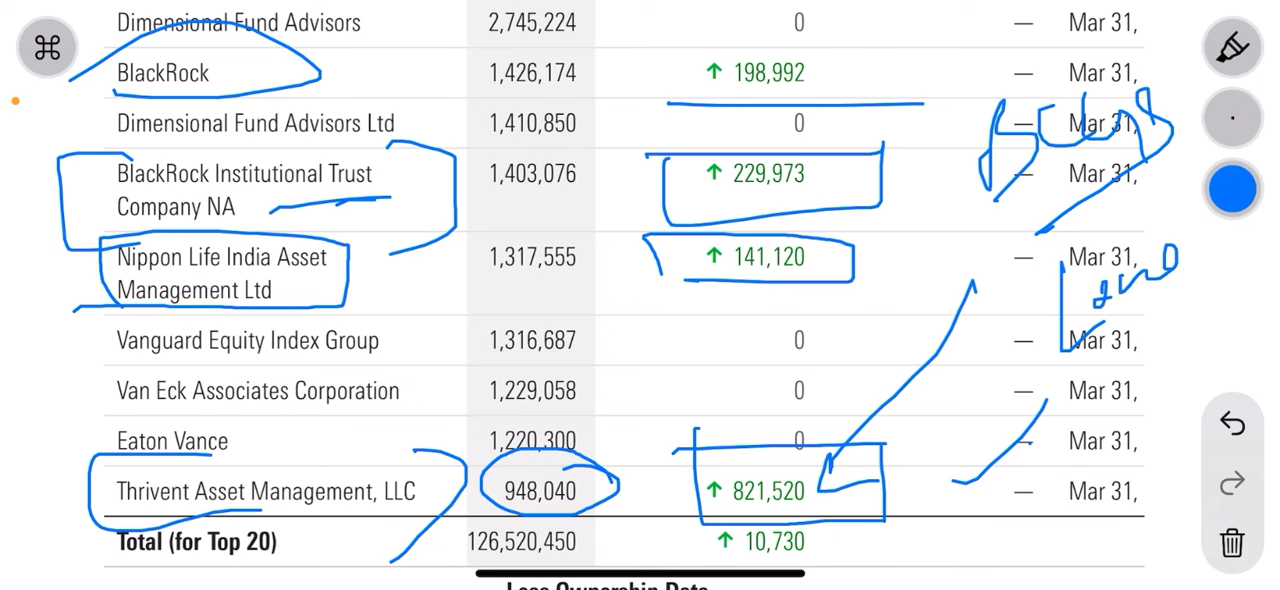 Dimensional Fund Advisors 2,745,224 0 — Mar 31,
BlackRock 1,426,174 ↑ 198,992 — Mar 31,
Dimensional Fund Advisors Ltd 1,410,850 0 — Mar 31,
BlackRock Institutional Trust 1,403,076 ↑ 229,973 — Mar 31,
Company NA
Nippon Life India Asset 1,317,555 ↑ 141,120 — Mar 31,
Management Ltd
Vanguard Equity Index Group 1,316,687 0 — Mar 31,
Van Eck Associates Corporation 1,229,058 0 — Mar 31,
Eaton Vance 1,220,300 0 — Mar 31,
Thrivent Asset Management, LLC 948,040 ↑ 821,520 — Mar 31,
Total (for Top 20) 126,520,450 ↑ 10,730